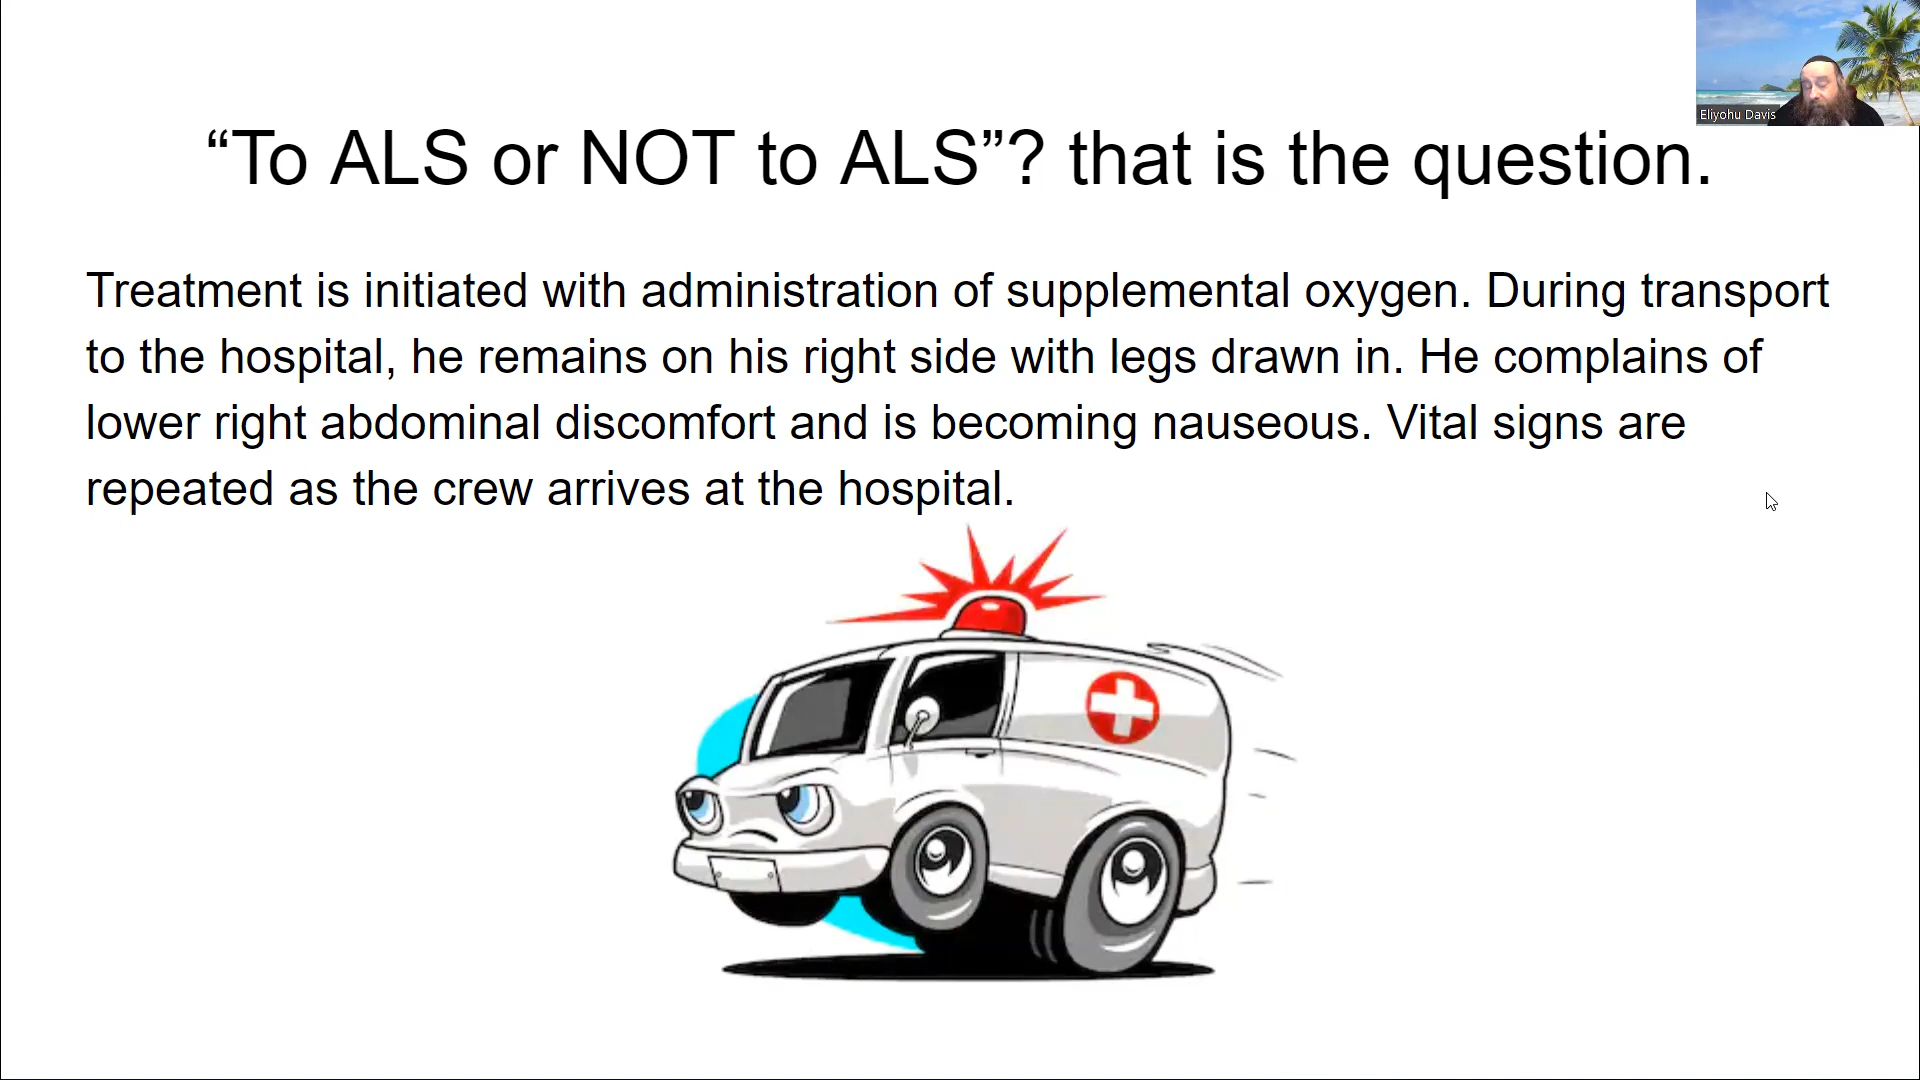 Eliyohu Davis
“To ALS or NOT to ALS”? that is the question.
Treatment is initiated with administration of supplemental oxygen. During transport
to the hospital, he remains on his right side with legs drawn in. He complains of
lower right abdominal discomfort and is becoming nauseous. Vital signs are
repeated as the crew arrives at the hospital.